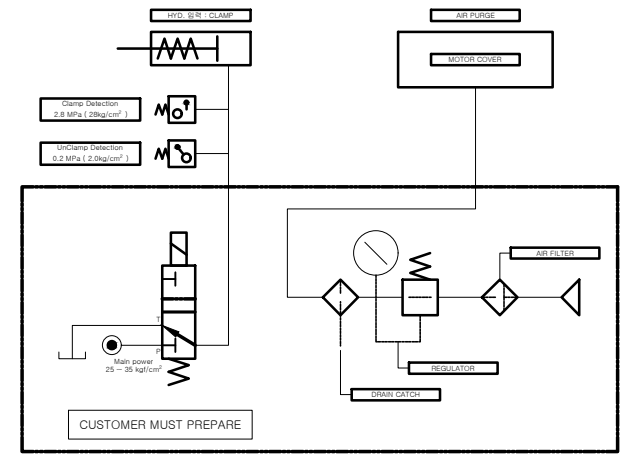 HYD. 압력 : CLAMP
AIR PURGE
MOTOR COVER
Clamp Detection
2.8 MPa ( 28kg/cm² )
UnClamp Detection
0.2 MPa ( 2.0kg/cm² )
AIR FILTER
T
P
Main power
25 – 35 kgf/cm²
REGULATOR
DRAIN CATCH
CUSTOMER MUST PREPARE